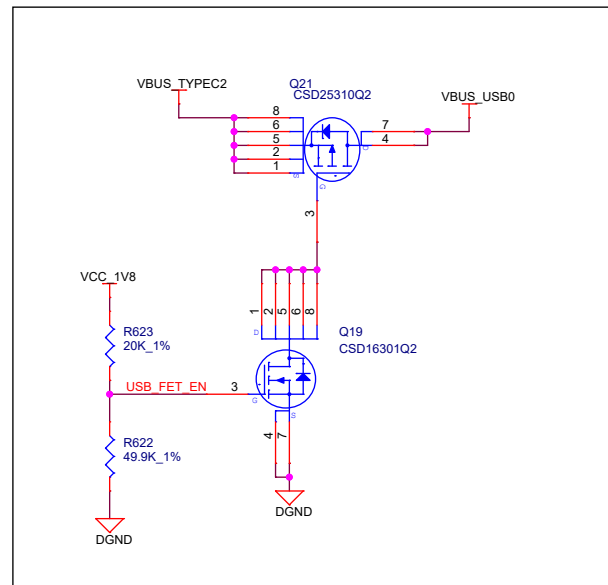 VBUS_TYPEC2
Q21
CSD25310Q2
VBUS_USB0
8
6
5
2
1
7
4
S
D
G
3
VCC_1V8
1
2
5
6
8
D
Q19
CSD16301Q2
R623
20K_1%
USB_FET_EN
3
G
S
4
7
R622
49.9K_1%
DGND
DGND